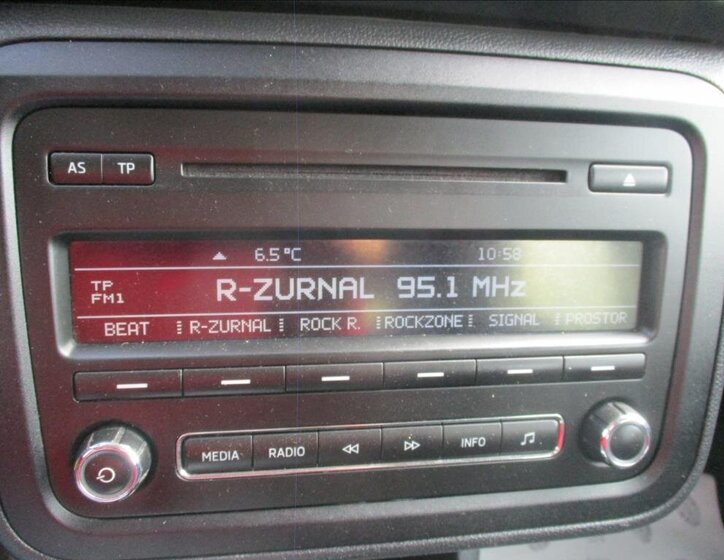 AS TP
6.5°C 10:58
TP
FM1
R-ZURNAL 95.1 MHz
BEAT R-ZURNAL ROCK R. ROCKZONE SIGNAL PROSTOR
MEDIA RADIO INFO